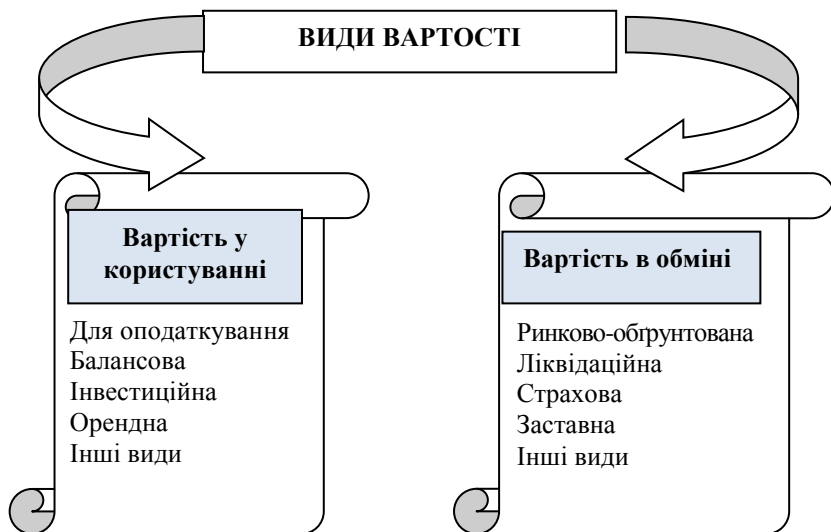 ВИДИ ВАРТОСТІ
Вартість у
користуванні
Для оподаткування
Балансова
Інвестиційна
Орендна
Інші види
Вартість в обміні
Ринково-обґрунтована
Ліквідаційна
Страхова
Заставна
Інші види